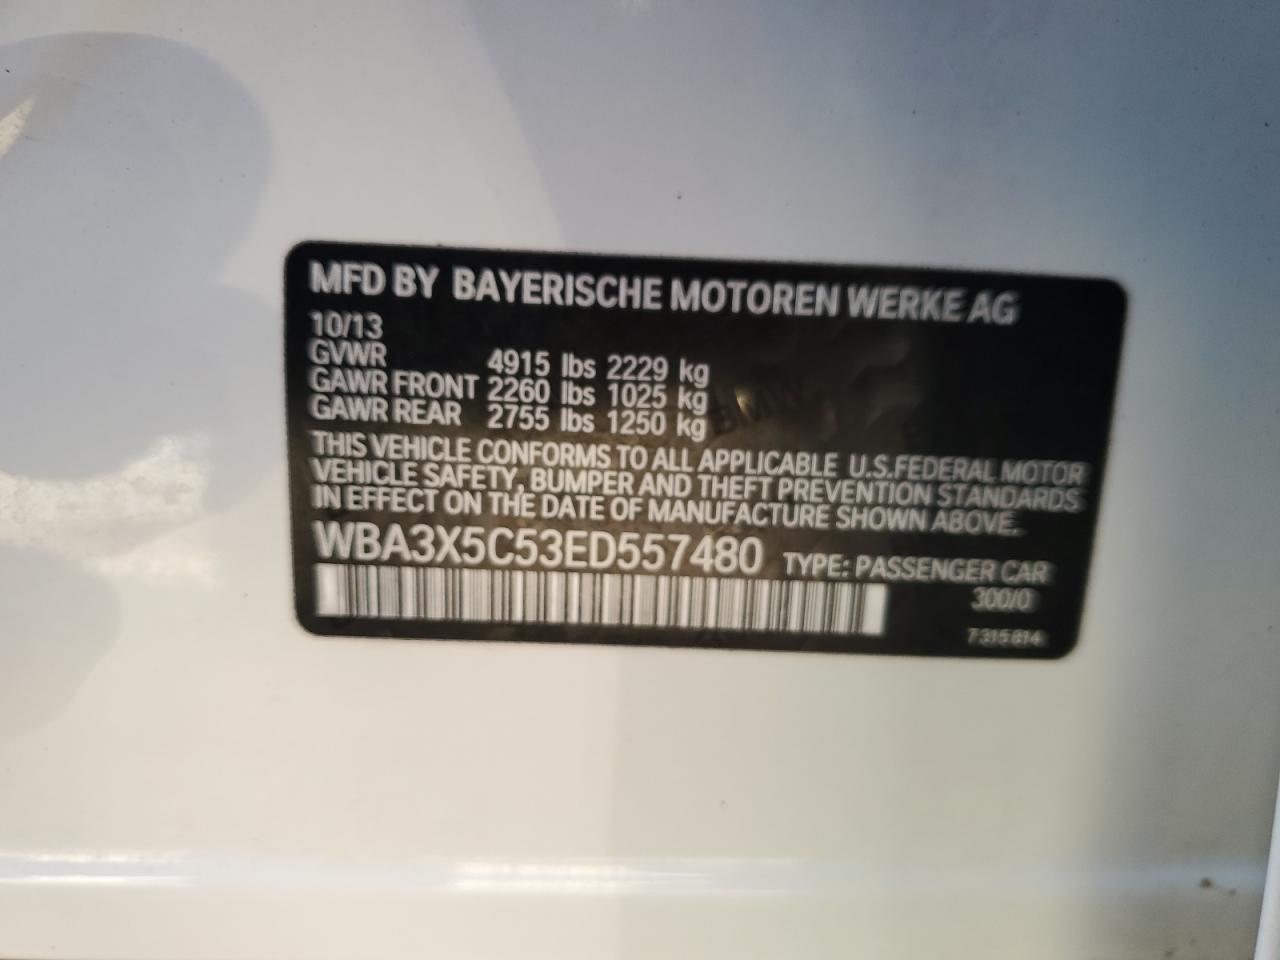 MFD BY BAYERISCHE MOTOREN WERKE AG
10/13
GVWR 4915 lbs 2229 kg
GAWR FRONT 2260 lbs 1025 kg
GAWR REAR 2755 lbs 1250 kg
THIS VEHICLE CONFORMS TO ALL APPLICABLE U.S.FEDERAL MOTOR
VEHICLE SAFETY, BUMPER AND THEFT PREVENTION STANDARDS
IN EFFECT ON THE DATE OF MANUFACTURE SHOWN ABOVE.
WBA3X5C53ED557480 TYPE: PASSENGER CAR
300/0
7315814
BMW